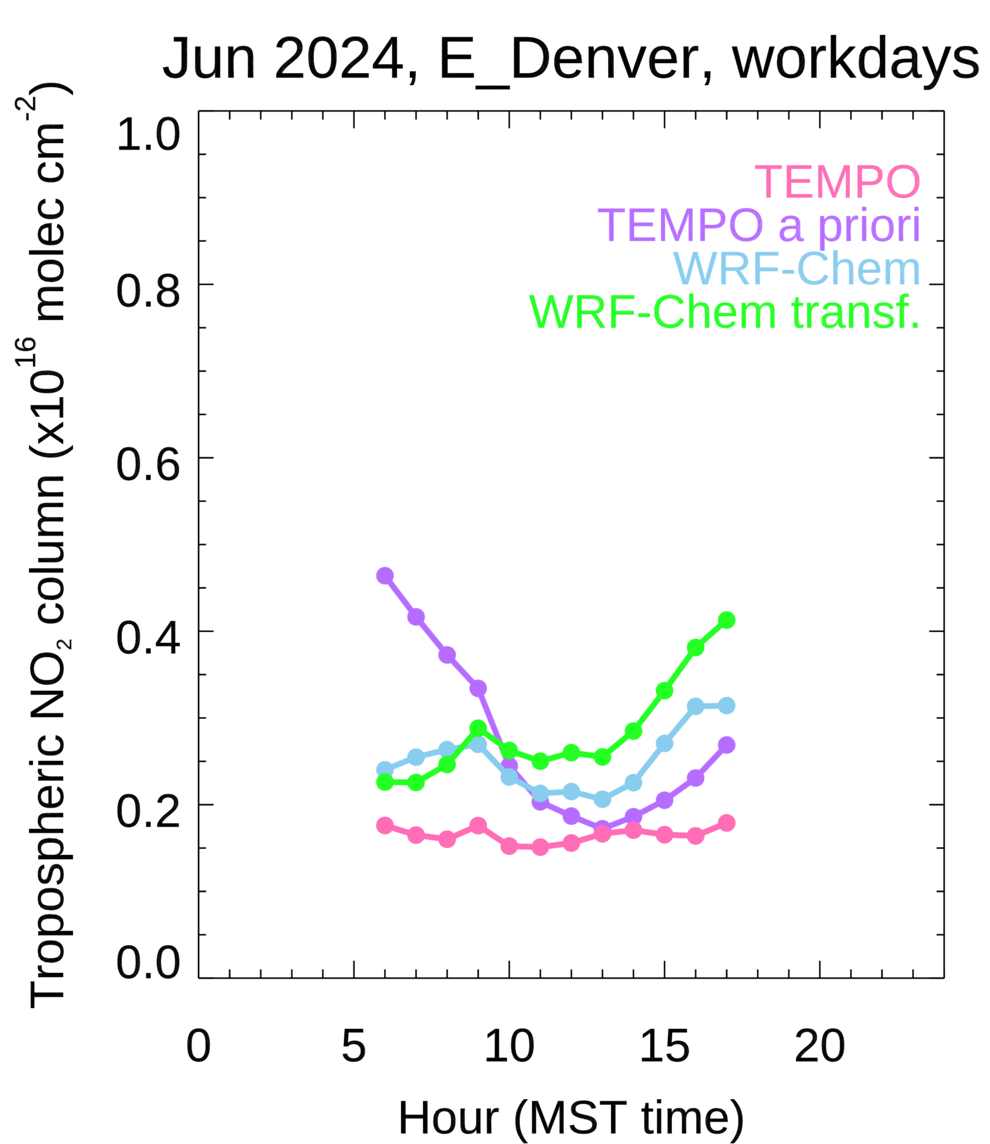 Jun 2024, E_Denver, workdays
Tropospheric NO₂ column (x10¹⁶ molec cm⁻²)
1.0
0.8
0.6
0.4
0.2
0.0
TEMPO
TEMPO a priori
WRF-Chem
WRF-Chem transf.
0 5 10 15 20
Hour (MST time)